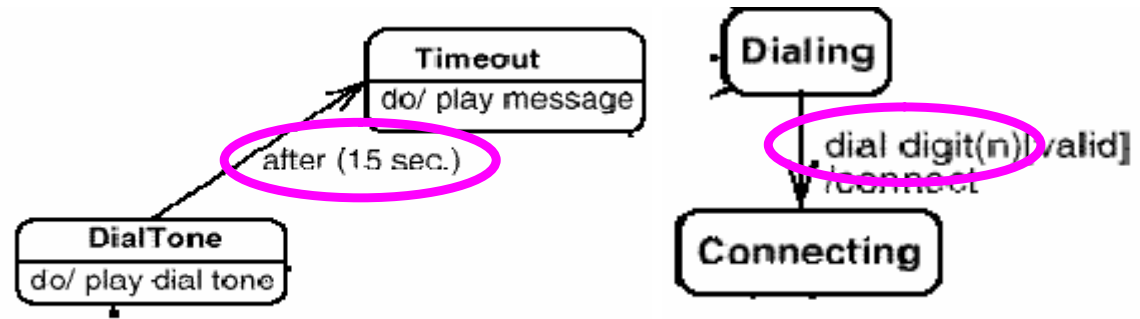 Timeout
do/ play message
after (15 sec.)
DialTone
do/ play dial tone
Dialing
dial digit(n)[valid]
/connect
Connecting